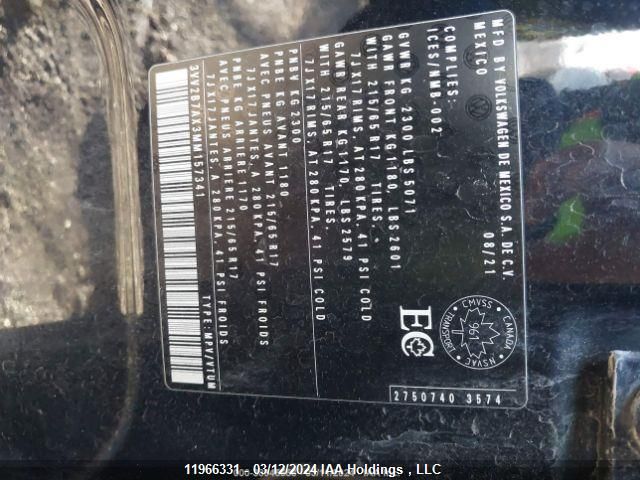 MFD BY VOLKSWAGEN DE MEXICO S.A. DE C.V.
MEXICO 08/21
COMPLIES:
ICES/NMB-002
GVWR KG 2300, LBS 5071
GAWR FRONT KG 1180, LBS 2601
WITH 215/65 R17 TIRES,
7JX17 RIMS, AT 280 KPA, 41 PSI COLD
GAWR REAR KG 1170, LBS 2579
WITH 215/65 R17 TIRES,
7JX17 RIMS, AT 280 KPA, 41 PSI COLD
PNBV KG 2300
PNBE KG AVANT 1180
AVEC PNEUS AVANT 215/65 R17
7JX17 JANTES, A 280 KPA, 41 PSI FROIDS
PNBE KG ARRIERE 1170
AVEC PNEUS ARRIERE 215/65 R17
7JX17 JANTES, A 280 KPA, 41 PSI FROIDS
TYPE: MPV/VTUM
CMVSS
CANADA
NSVAC
TRANSPORT
961
EC
2750740 3574
11966331 - 03/12/2024 IAA Holdings , LLC